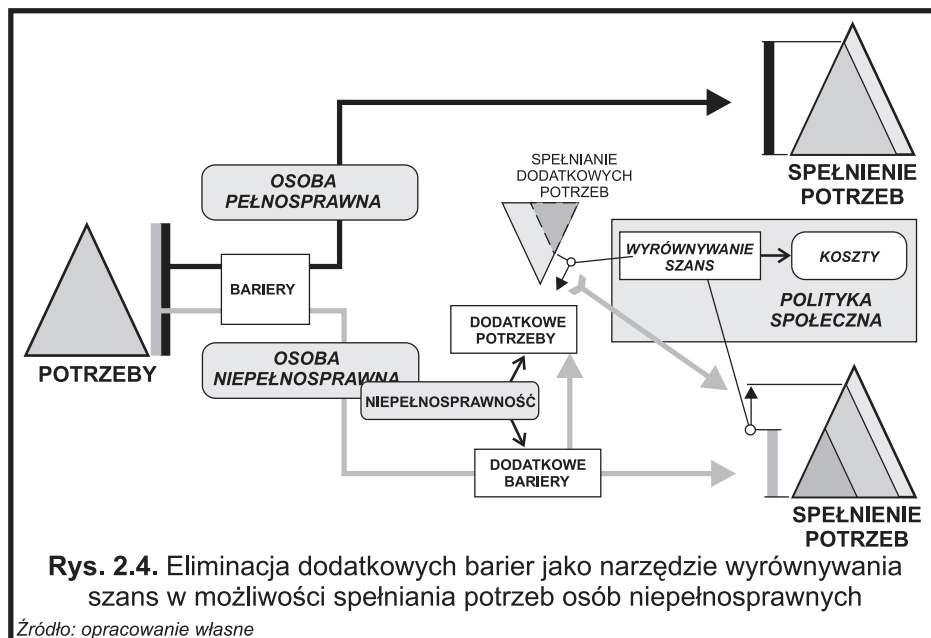 SPEŁNIENIE
POTRZEB
OSOBA
PEŁNOSPRAWNA
SPEŁNIANIE
DODATKOWYCH
POTRZEB
WYRÓWNYWANIE
SZANS
KOSZTY
POLITYKA
SPOŁECZNA
BARIERY
POTRZEBY
OSOBA
NIEPEŁNOSPRAWNA
DODATKOWE
POTRZEBY
NIEPEŁNOSPRAWNOŚĆ
DODATKOWE
BARIERY
SPEŁNIENIE
POTRZEB
Rys. 2.4. Eliminacja dodatkowych barier jako narzędzie wyrównywania
szans w możliwości spełniania potrzeb osób niepełnosprawnych
Źródło: opracowanie własne